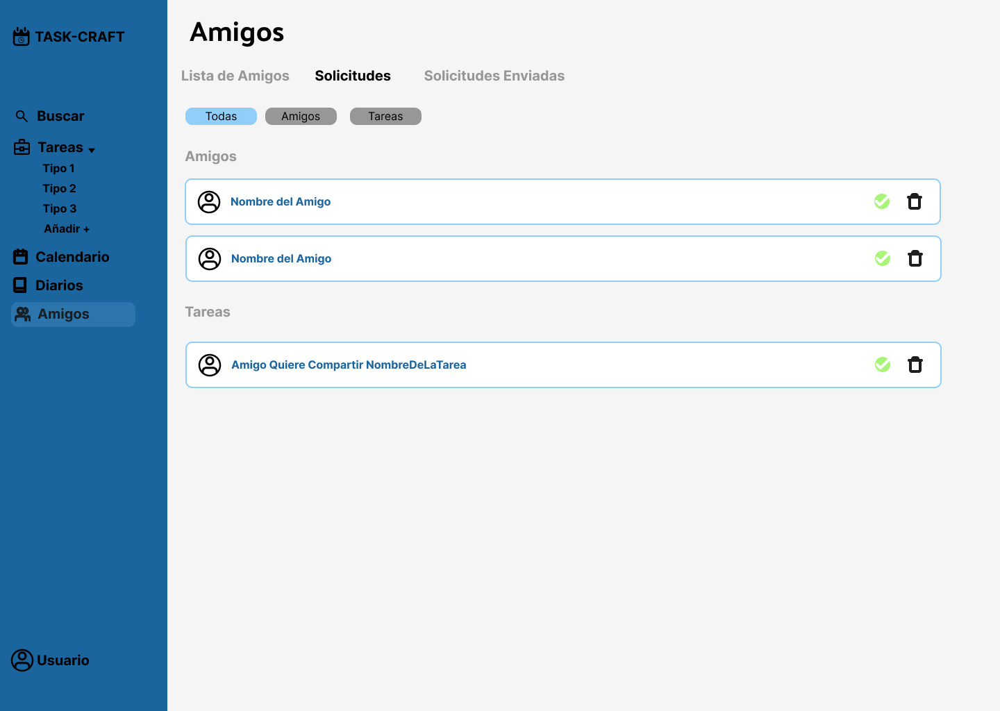 TASK-CRAFT
Buscar
Tareas
Tipo 1
Tipo 2
Tipo 3
Añadir +
Calendario
Diarios
Amigos
Usuario
Amigos
Lista de Amigos Solicitudes Solicitudes Enviadas
Todas Amigos Tareas
Amigos
Nombre del Amigo
Nombre del Amigo
Tareas
Amigo Quiere Compartir NombreDeLaTarea